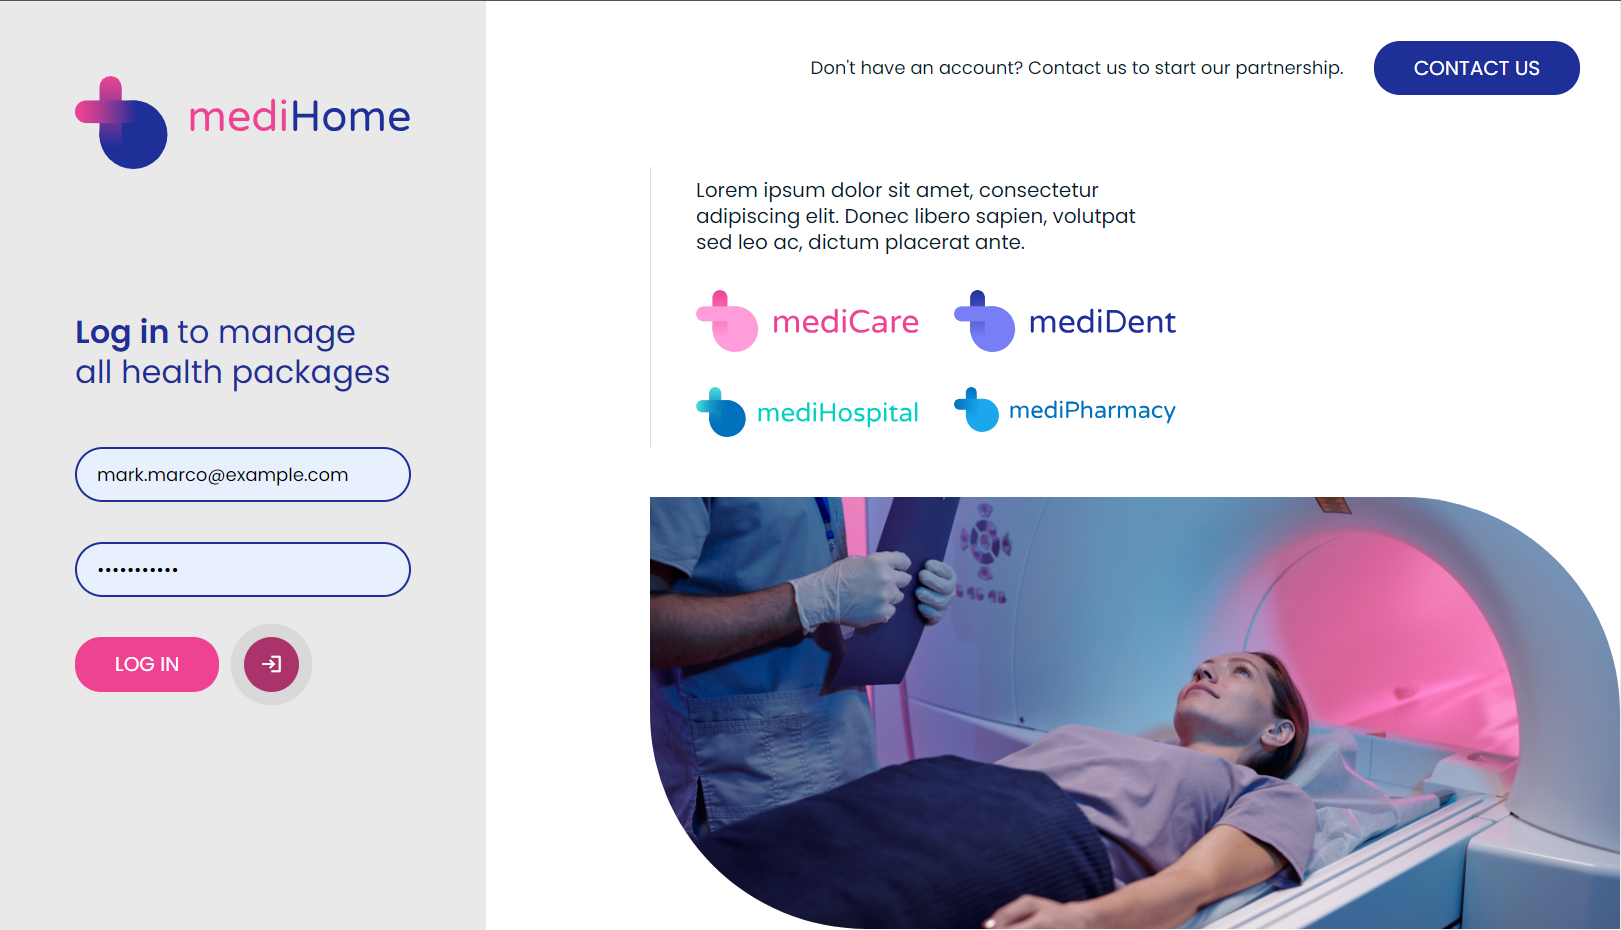 mediHome
Log in to manage
all health packages
mark.marco@example.com
•••••••••••
LOG IN
Don't have an account? Contact us to start our partnership.
CONTACT US
Lorem ipsum dolor sit amet, consectetur
adipiscing elit. Donec libero sapien, volutpat
sed leo ac, dictum placerat ante.
mediCare
mediDent
mediHospital
mediPharmacy